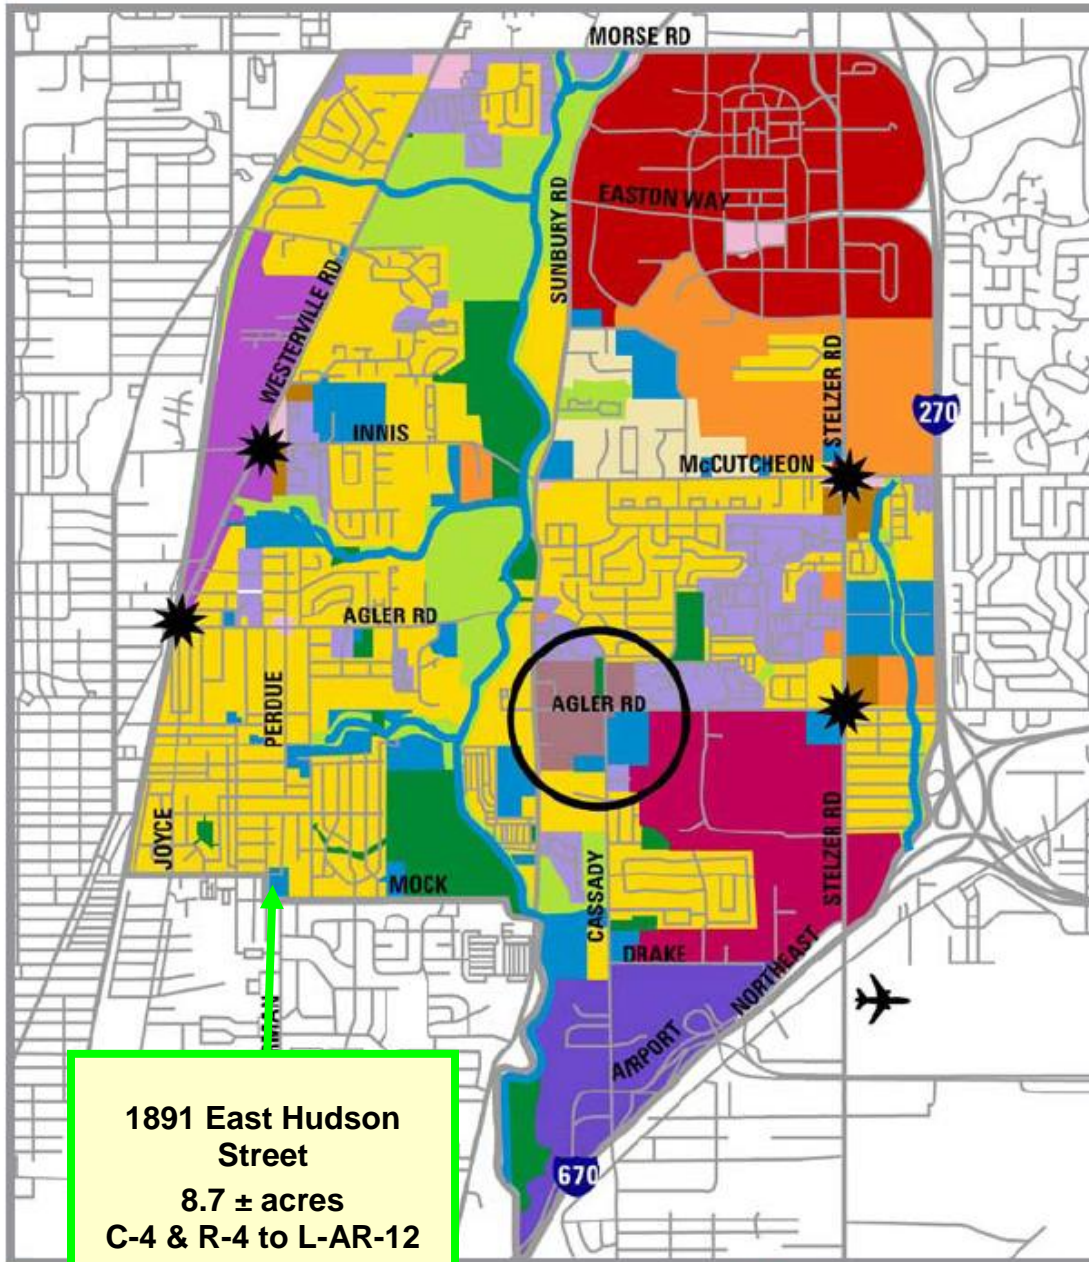 MORSE RD
SUNBURY RD
EASTON WAY
WESTERVILLE RD
STELZER RD
270
INNIS
McCUTCHEON
AGLER RD
AGLER RD
PERDUE
JOYCE
MOCK
CASSADY
STELZER RD
DRAKE
NORTHEAST
AIRPORT
670
1891 East Hudson
Street
8.7 ± acres
C-4 & R-4 to L-AR-12